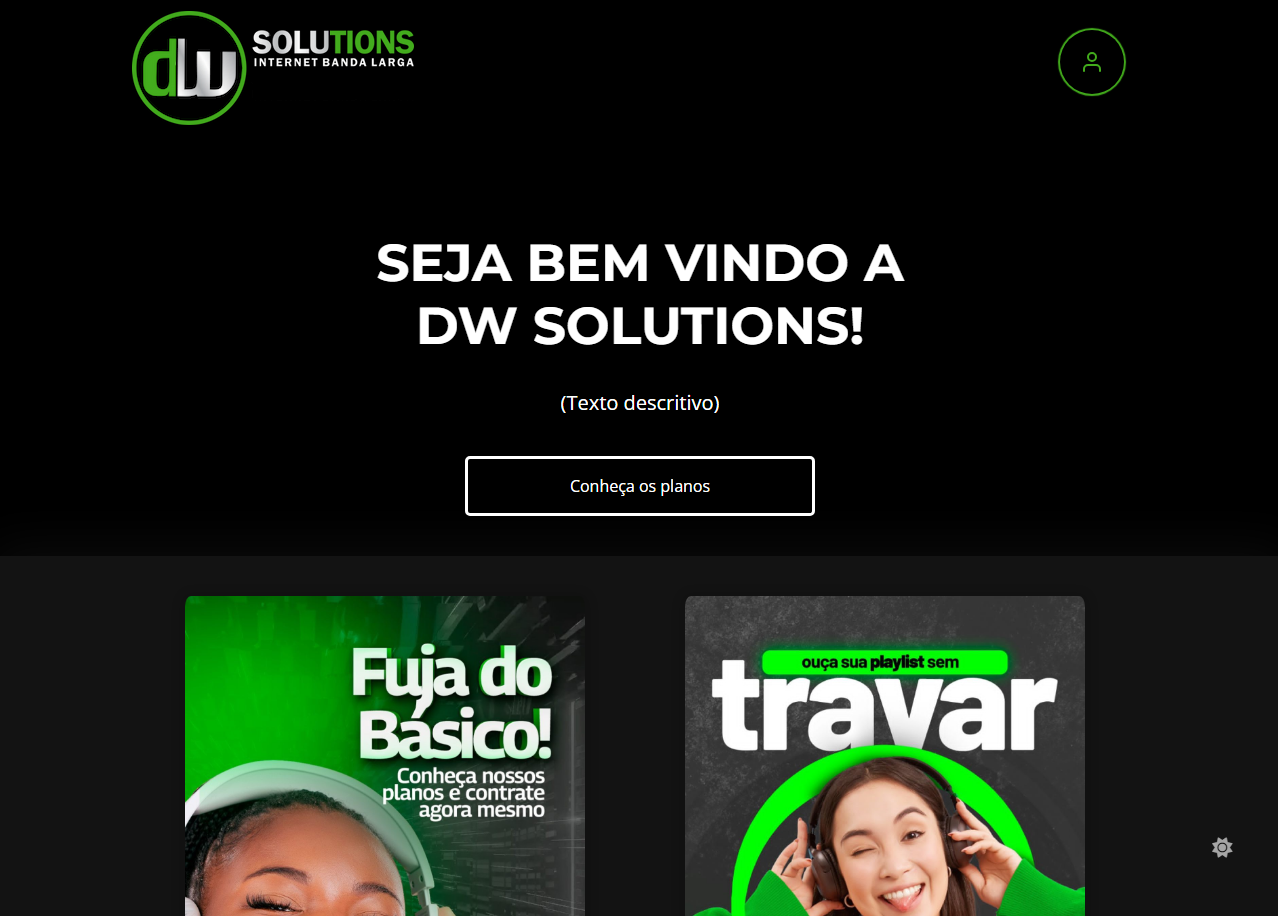 dw
SOLUTIONS
INTERNET BANDA LARGA
SEJA BEM VINDO A
DW SOLUTIONS!
(Texto descritivo)
Conheça os planos
Fuja do
Básico!
Conheça nossos
planos e contrate
agora mesmo
ouça sua playlist sem
travar